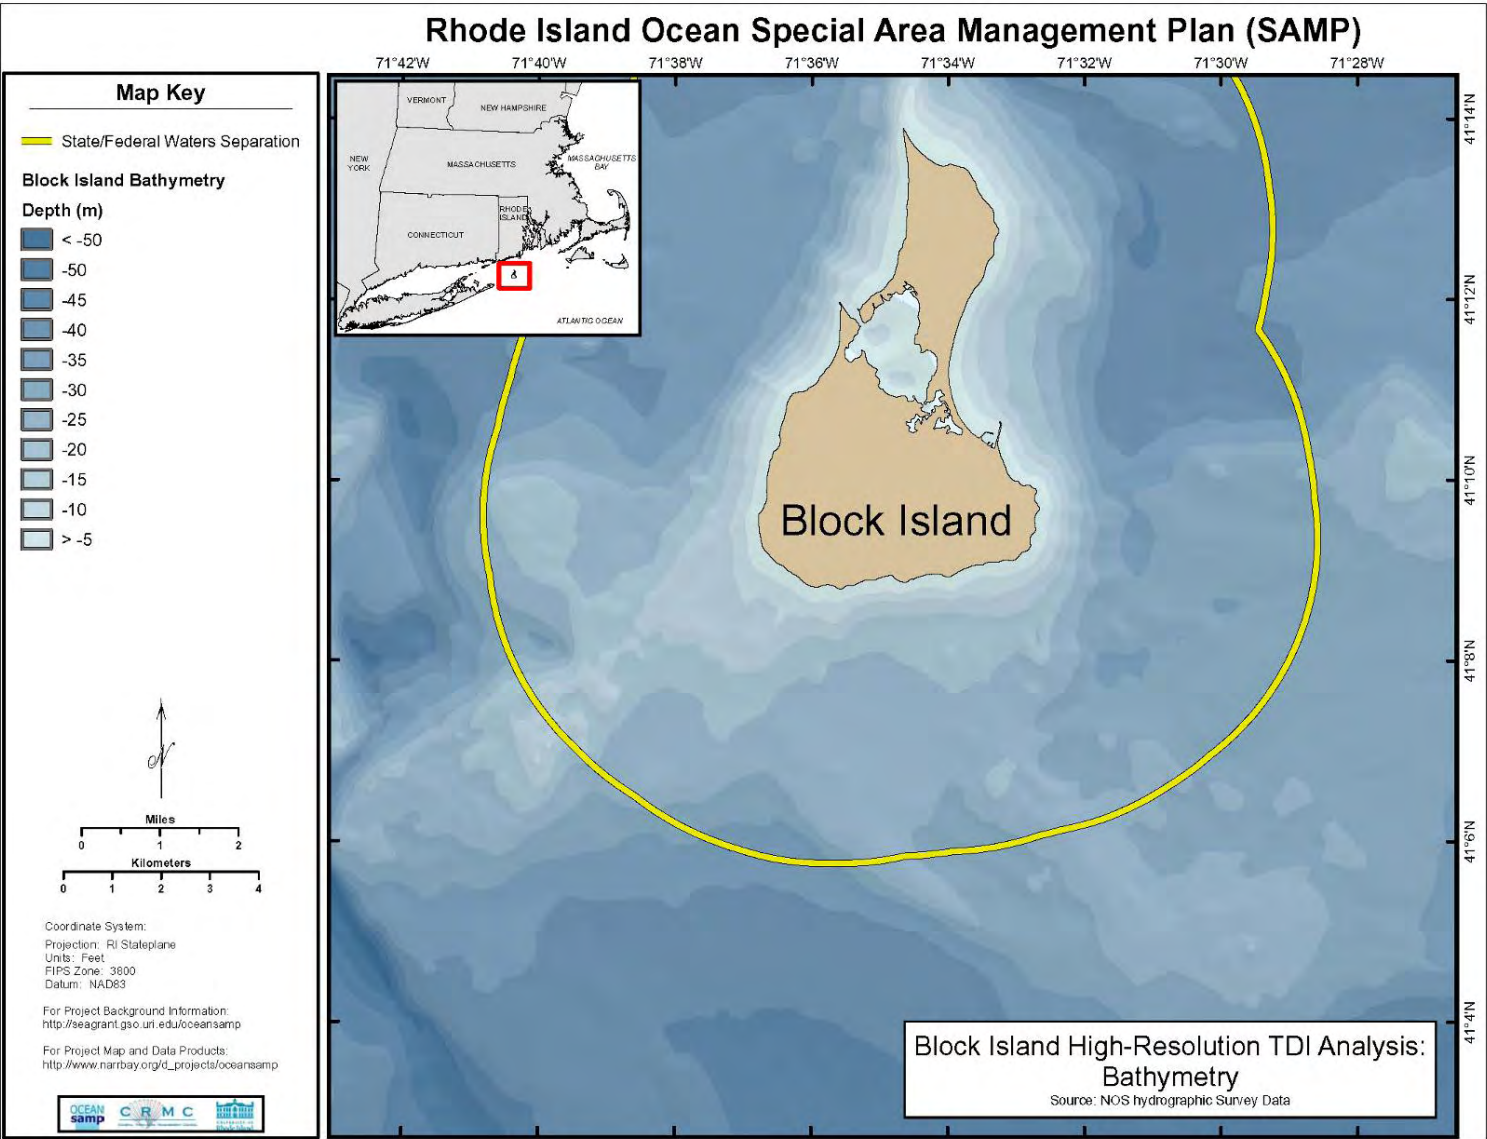 Rhode Island Ocean Special Area Management Plan (SAMP)
71°42'W 71°40'W 71°38'W 71°36'W 71°34'W 71°32'W 71°30'W 71°28'W
Map Key
State/Federal Waters Separation
Block Island Bathymetry
Depth (m)
< -50
-50
-45
-40
-35
-30
-25
-20
-15
-10
> -5
N
Miles
0 1 2
Kilometers
0 1 2 3 4
Coordinate System:
Projection: RI Stateplane
Units: Feet
FIPS Zone: 3800
Datum: NAD83
For Project Background Information:
http://seagrant.gso.uri.edu/oceansamp
For Project Map and Data Products:
http://www.narrbay.org/d_projects/oceansamp
OCEAN
samp
CRMC
VERMONT
NEW HAMPSHIRE
NEW
YORK
MASSACHUSETTS
MASSACHUSETTS
BAY
RHODE
ISLAND
CONNECTICUT
ATLANTIC OCEAN
Block Island
41°14'N
41°12'N
41°10'N
41°8'N
41°6'N
41°4'N
Block Island High-Resolution TDI Analysis:
Bathymetry
Source: NOS hydrographic Survey Data